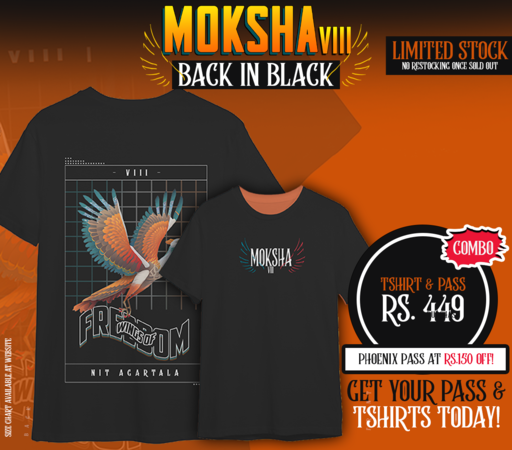 MOKSHA VIII
BACK IN BLACK
LIMITED STOCK
NO RESTOCKING ONCE SOLD OUT
VIII
- VIII -
FREEDOM
WINGS OF
NIT AGARTALA
MOKSHA
VIII
COMBO
TSHIRT & PASS
RS. 449
PHOENIX PASS AT RS.150 OFF!
GET YOUR PASS &
TSHIRTS TODAY!
SIZE CHART AVAILABLE AT WEBSITE